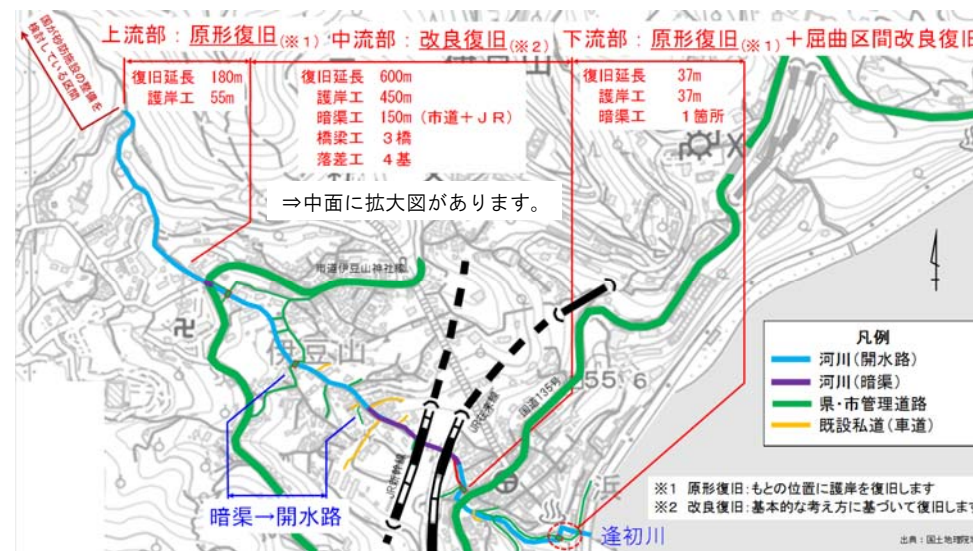 国が砂防施設の整備を
検討している区間
上流部：原形復旧(※1)
中流部：改良復旧(※2)
下流部：原形復旧(※1)＋屈曲区間改良復旧
復旧延長 180m
護岸工 55m
復旧延長 600m
護岸工 450m
暗渠工 150m（市道＋ＪＲ）
橋梁工 3橋
落差工 4基
復旧延長 37m
護岸工 37m
暗渠工 1箇所
伊豆山
⇒中面に拡大図があります。
市道伊豆山神社線
伊豆山
55.6
国道135号
JR在来線
JR新幹線
浜
暗渠→開水路
逢初川
凡例
河川（開水路）
河川（暗渠）
県・市管理道路
既設私道（車道）
※1 原形復旧：もとの位置に護岸を復旧します
※2 改良復旧：基本的な考え方に基づいて復旧します
出典：国土地理院